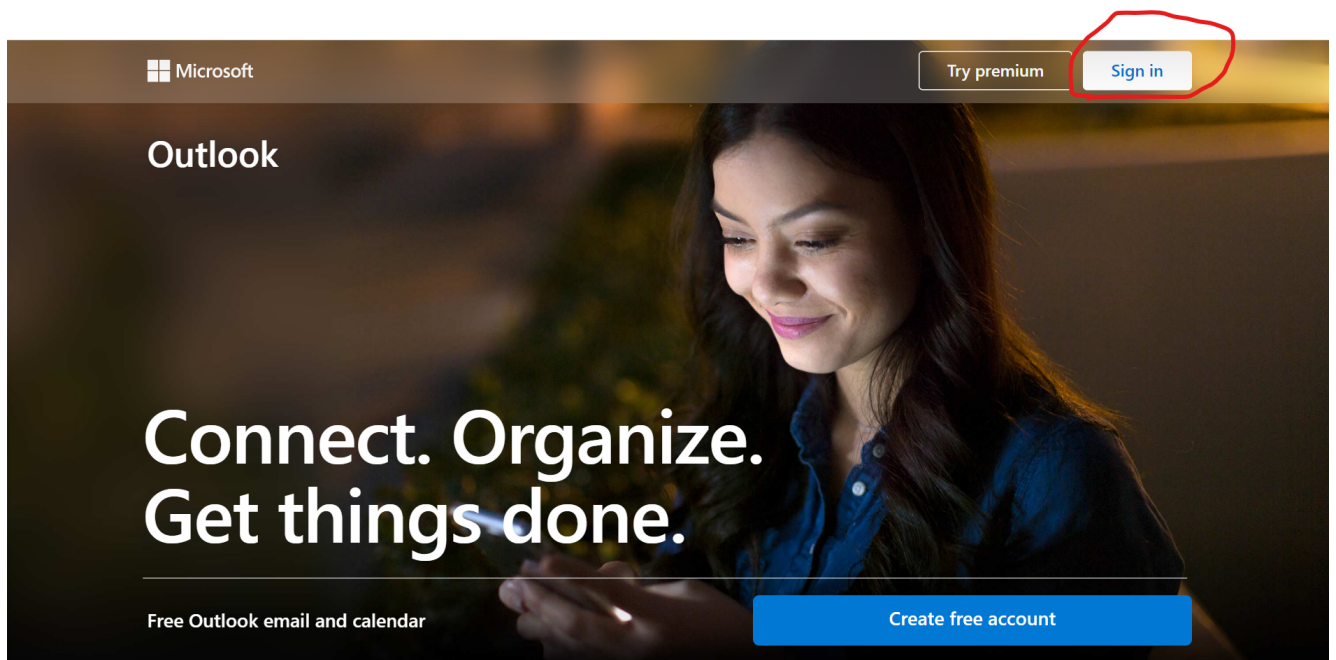 Microsoft
Try premium
Sign in
Outlook
Connect. Organize.
Get things done.
Free Outlook email and calendar
Create free account